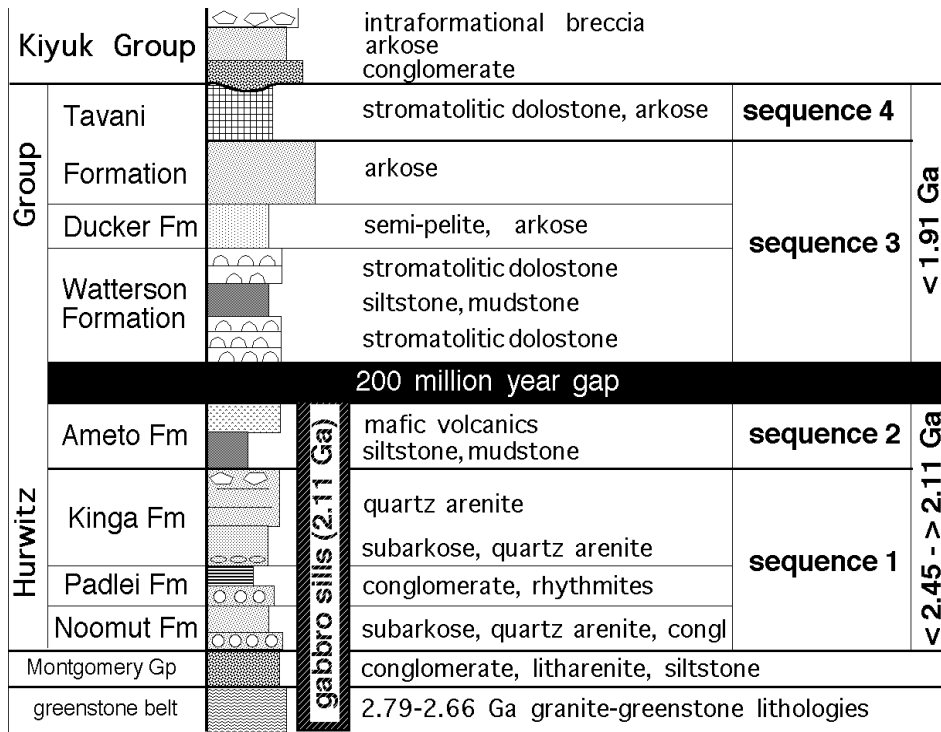 Kiyuk Group
intraformational breccia
arkose
conglomerate
Hurwitz Group
Tavani
Formation
stromatolitic dolostone, arkose
sequence 4
arkose
Ducker Fm
semi-pelite, arkose
sequence 3
< 1.91 Ga
Watterson
Formation
stromatolitic dolostone
siltstone, mudstone
stromatolitic dolostone
200 million year gap
Ameto Fm
mafic volcanics
siltstone, mudstone
sequence 2
gabbro sills (2.11 Ga)
Kinga Fm
quartz arenite
subarkose, quartz arenite
sequence 1
< 2.45 - > 2.11 Ga
Padlei Fm
conglomerate, rhythmites
Noomut Fm
subarkose, quartz arenite, congl
Montgomery Gp
conglomerate, litharenite, siltstone
greenstone belt
2.79-2.66 Ga granite-greenstone lithologies